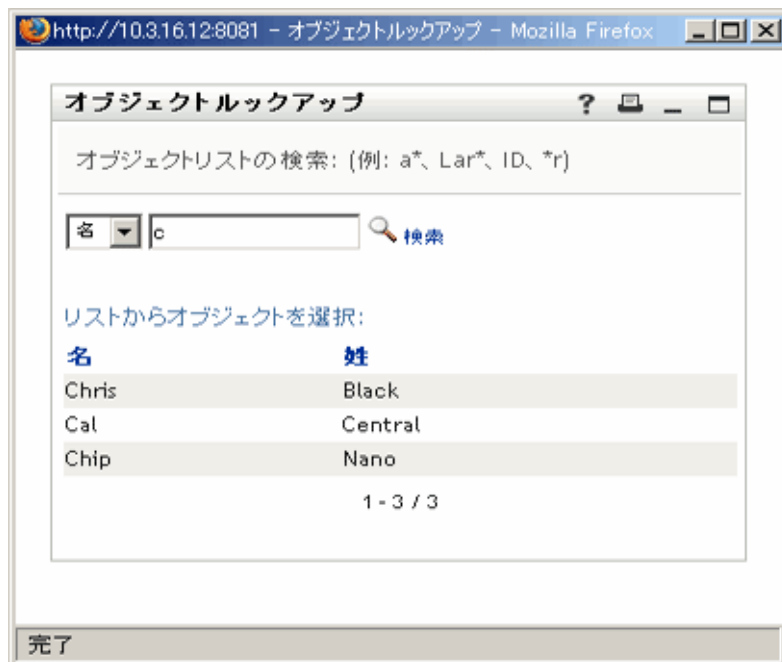 http://10.3.16.12:8081 - オブジェクトルックアップ - Mozilla Firefox
オブジェクトルックアップ ?
オブジェクトリストの検索: (例: a*、Lar*、ID、*r)
名 c 検索
リストからオブジェクトを選択:
名 姓
Chris Black
Cal Central
Chip Nano
1 - 3 / 3
完了